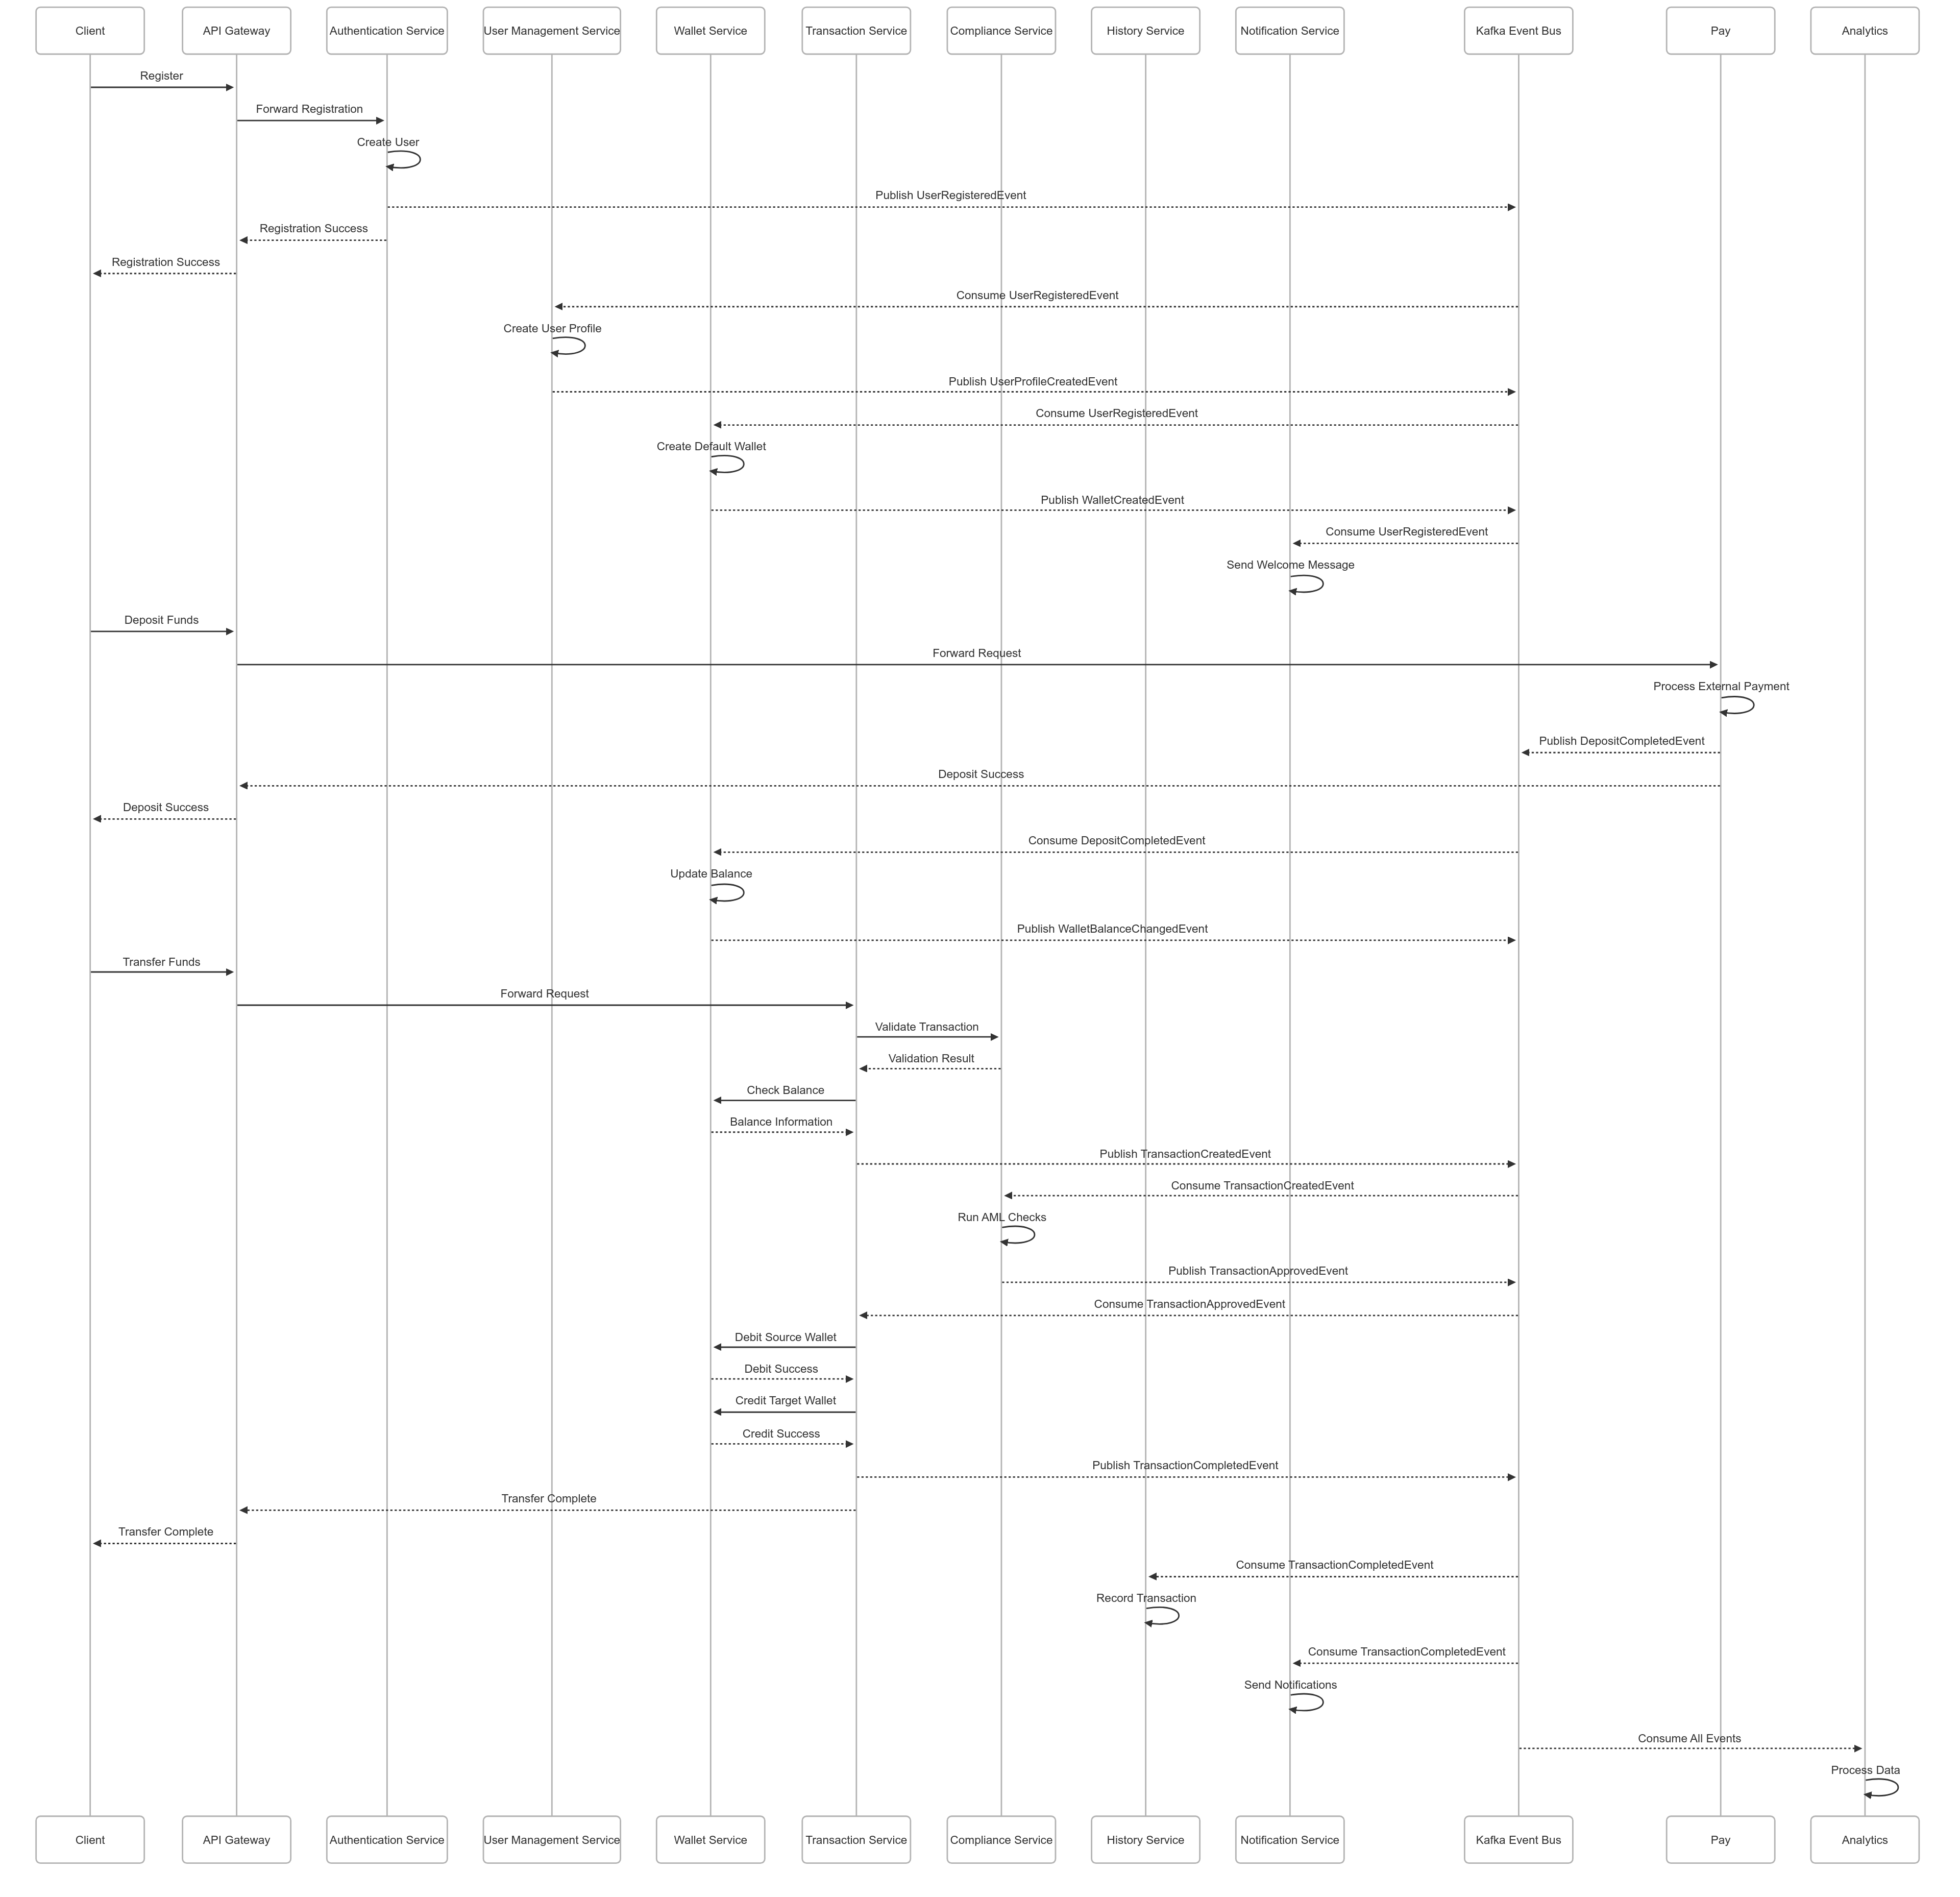 Client
API Gateway
Authentication Service
User Management Service
Wallet Service
Transaction Service
Compliance Service
History Service
Notification Service
Kafka Event Bus
Pay
Analytics
Register
Forward Registration
Create User
Publish UserRegisteredEvent
Registration Success
Registration Success
Consume UserRegisteredEvent
Create User Profile
Publish UserProfileCreatedEvent
Consume UserRegisteredEvent
Create Default Wallet
Publish WalletCreatedEvent
Consume UserRegisteredEvent
Send Welcome Message
Deposit Funds
Forward Request
Process External Payment
Publish DepositCompletedEvent
Deposit Success
Deposit Success
Consume DepositCompletedEvent
Update Balance
Publish WalletBalanceChangedEvent
Transfer Funds
Forward Request
Validate Transaction
Validation Result
Check Balance
Balance Information
Publish TransactionCreatedEvent
Consume TransactionCreatedEvent
Run AML Checks
Publish TransactionApprovedEvent
Consume TransactionApprovedEvent
Debit Source Wallet
Debit Success
Credit Target Wallet
Credit Success
Publish TransactionCompletedEvent
Transfer Complete
Transfer Complete
Consume TransactionCompletedEvent
Record Transaction
Consume TransactionCompletedEvent
Send Notifications
Consume All Events
Process Data
Client
API Gateway
Authentication Service
User Management Service
Wallet Service
Transaction Service
Compliance Service
History Service
Notification Service
Kafka Event Bus
Pay
Analytics